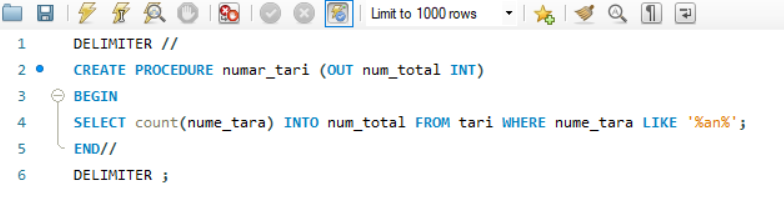 Limit to 1000 rows
1 DELIMITER //
2 CREATE PROCEDURE numar_tari (OUT num_total INT)
3 BEGIN
4 SELECT count(nume_tara) INTO num_total FROM tari WHERE nume_tara LIKE '%an%';
5 END//
6 DELIMITER ;